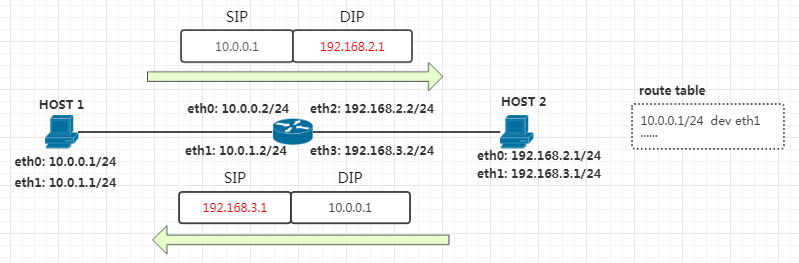 SIP DIP
10.0.0.1 192.168.2.1
route table
HOST 1 eth0: 10.0.0.2/24 eth2: 192.168.2.2/24 HOST 2
10.0.0.1/24 dev eth1
......
eth1: 10.0.1.2/24 eth3: 192.168.3.2/24
eth0: 10.0.0.1/24 eth0: 192.168.2.1/24
eth1: 10.0.1.1/24 eth1: 192.168.3.1/24
SIP DIP
192.168.3.1 10.0.0.1